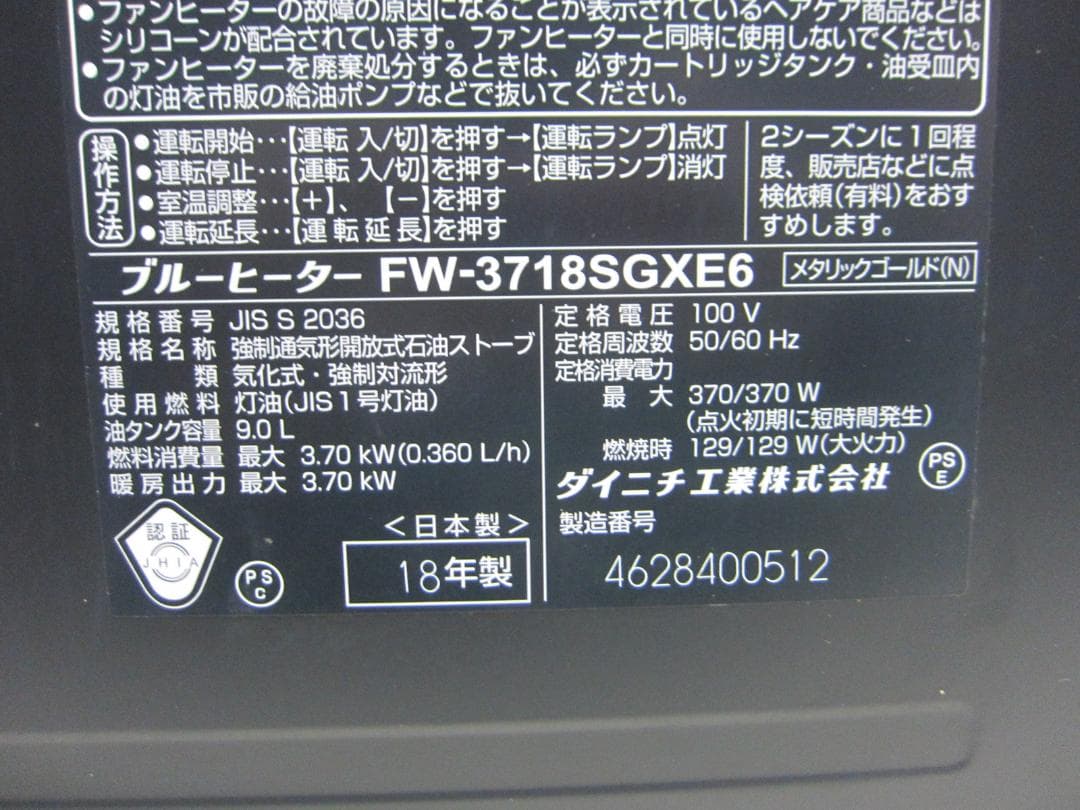 ●ファンヒーターの故障の原因になることが表示されているヘアケア商品などは
シリコーンが配合されています。ファンヒーターと同時に使用しないでください。
●ファンヒーターを廃棄処分するときは、必ずカートリッジタンク・油受皿内
の灯油を市販の給油ポンプなどで抜いてください。
操作方法
●運転開始…【運転 入/切】を押す→【運転ランプ】点灯
●運転停止…【運転 入/切】を押す→【運転ランプ】消灯
●室温調整…【＋】、【－】を押す
●運転延長…【運転延長】を押す
2シーズンに1回程
度、販売店などに点
検依頼(有料)をおす
すめします。
ブルーヒーター FW-3718SGXE6 メタリックゴールド(N)
規格番号 JIS S 2036
規格名称 強制通気形開放式石油ストーブ
種類 気化式・強制対流形
使用燃料 灯油(JIS1号灯油)
油タンク容量 9.0 L
燃料消費量 最大 3.70 kW(0.360 L/h)
暖房出力 最大 3.70 kW
認証
JHIA
PS
C
<日本製>
18年製
定格電圧 100 V
定格周波数 50/60 Hz
定格消費電力
最大 370/370 W
(点火初期に短時間発生)
燃焼時 129/129 W(大火力)
ダイニチ工業株式会社
PS
E
製造番号
4628400512